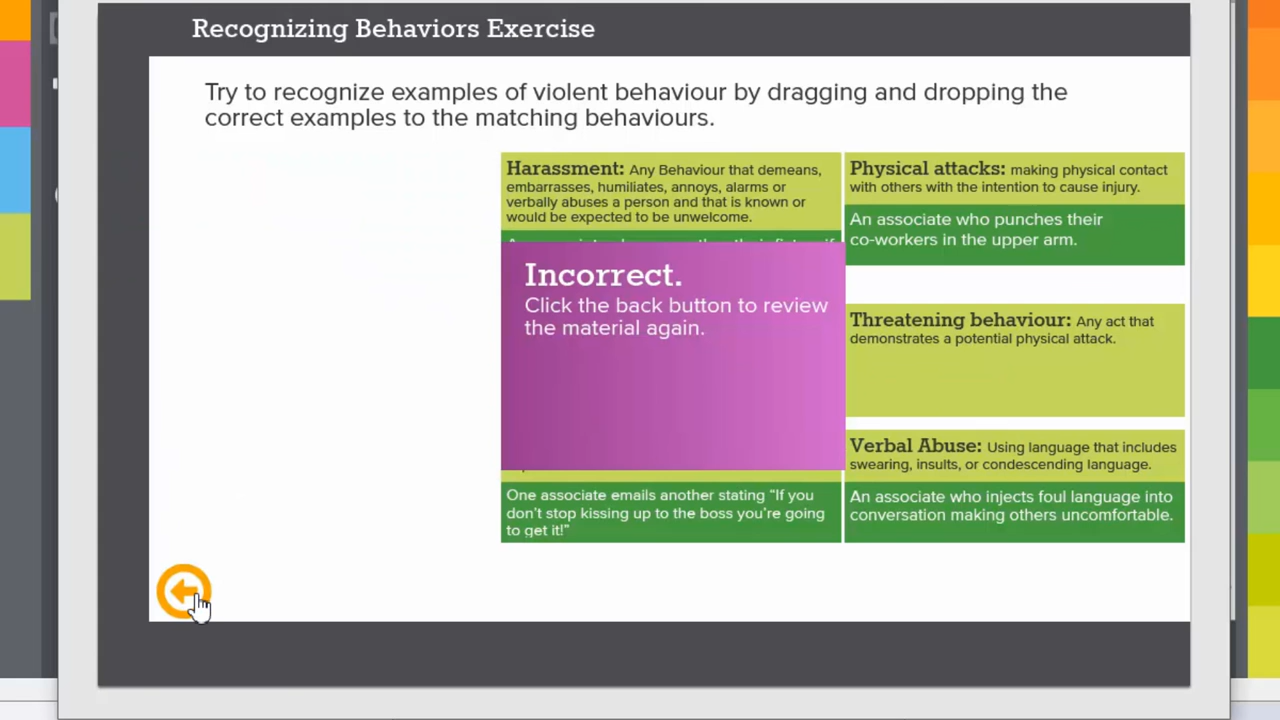 Recognizing Behaviors Exercise
Try to recognize examples of violent behaviour by dragging and dropping the
correct examples to the matching behaviours.
Harassment: Any Behaviour that demeans,
embarrasses, humiliates, annoys, alarms or
verbally abuses a person and that is known or
would be expected to be unwelcome.
Incorrect.
Click the back button to review
the material again.
One associate emails another stating “If you
don’t stop kissing up to the boss you’re going
to get it!”
Physical attacks: making physical contact
with others with the intention to cause injury.
An associate who punches their
co-workers in the upper arm.
Threatening behaviour: Any act that
demonstrates a potential physical attack.
Verbal Abuse: Using language that includes
swearing, insults, or condescending language.
An associate who injects foul language into
conversation making others uncomfortable.